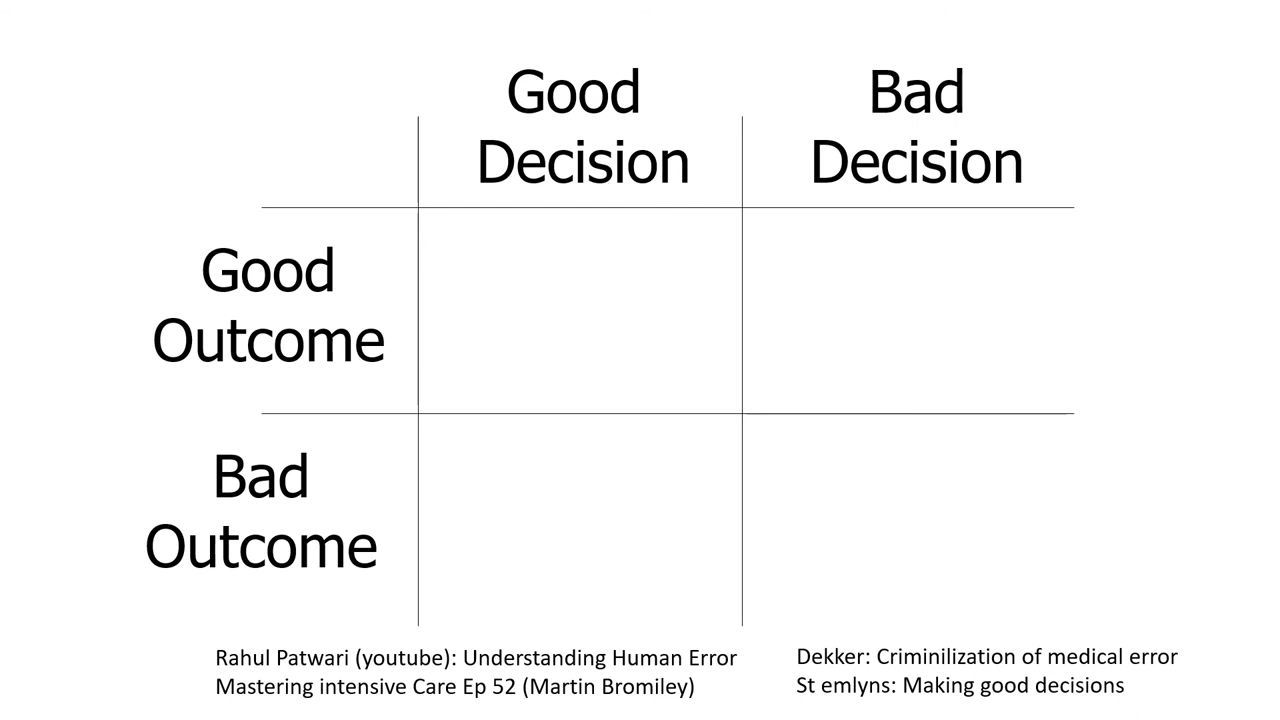 Good
Decision
Bad
Decision
Good
Outcome
Bad
Outcome
Rahul Patwari (youtube): Understanding Human Error
Mastering intensive Care Ep 52 (Martin Bromiley)
Dekker: Criminilization of medical error
St emlyns: Making good decisions